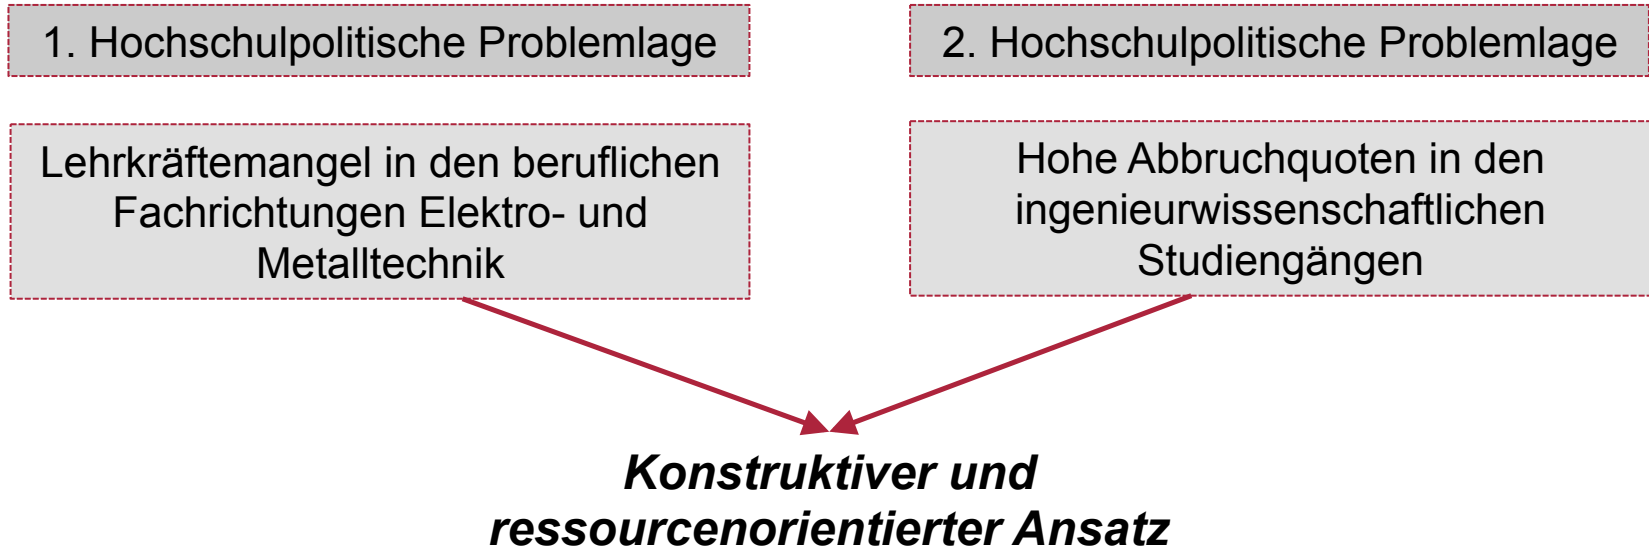 1. Hochschulpolitische Problemlage
2. Hochschulpolitische Problemlage
Lehrkräftemangel in den beruflichen
Fachrichtungen Elektro- und
Metalltechnik
Hohe Abbruchquoten in den
ingenieurwissenschaftlichen
Studiengängen
Konstruktiver und
ressourcenorientierter Ansatz